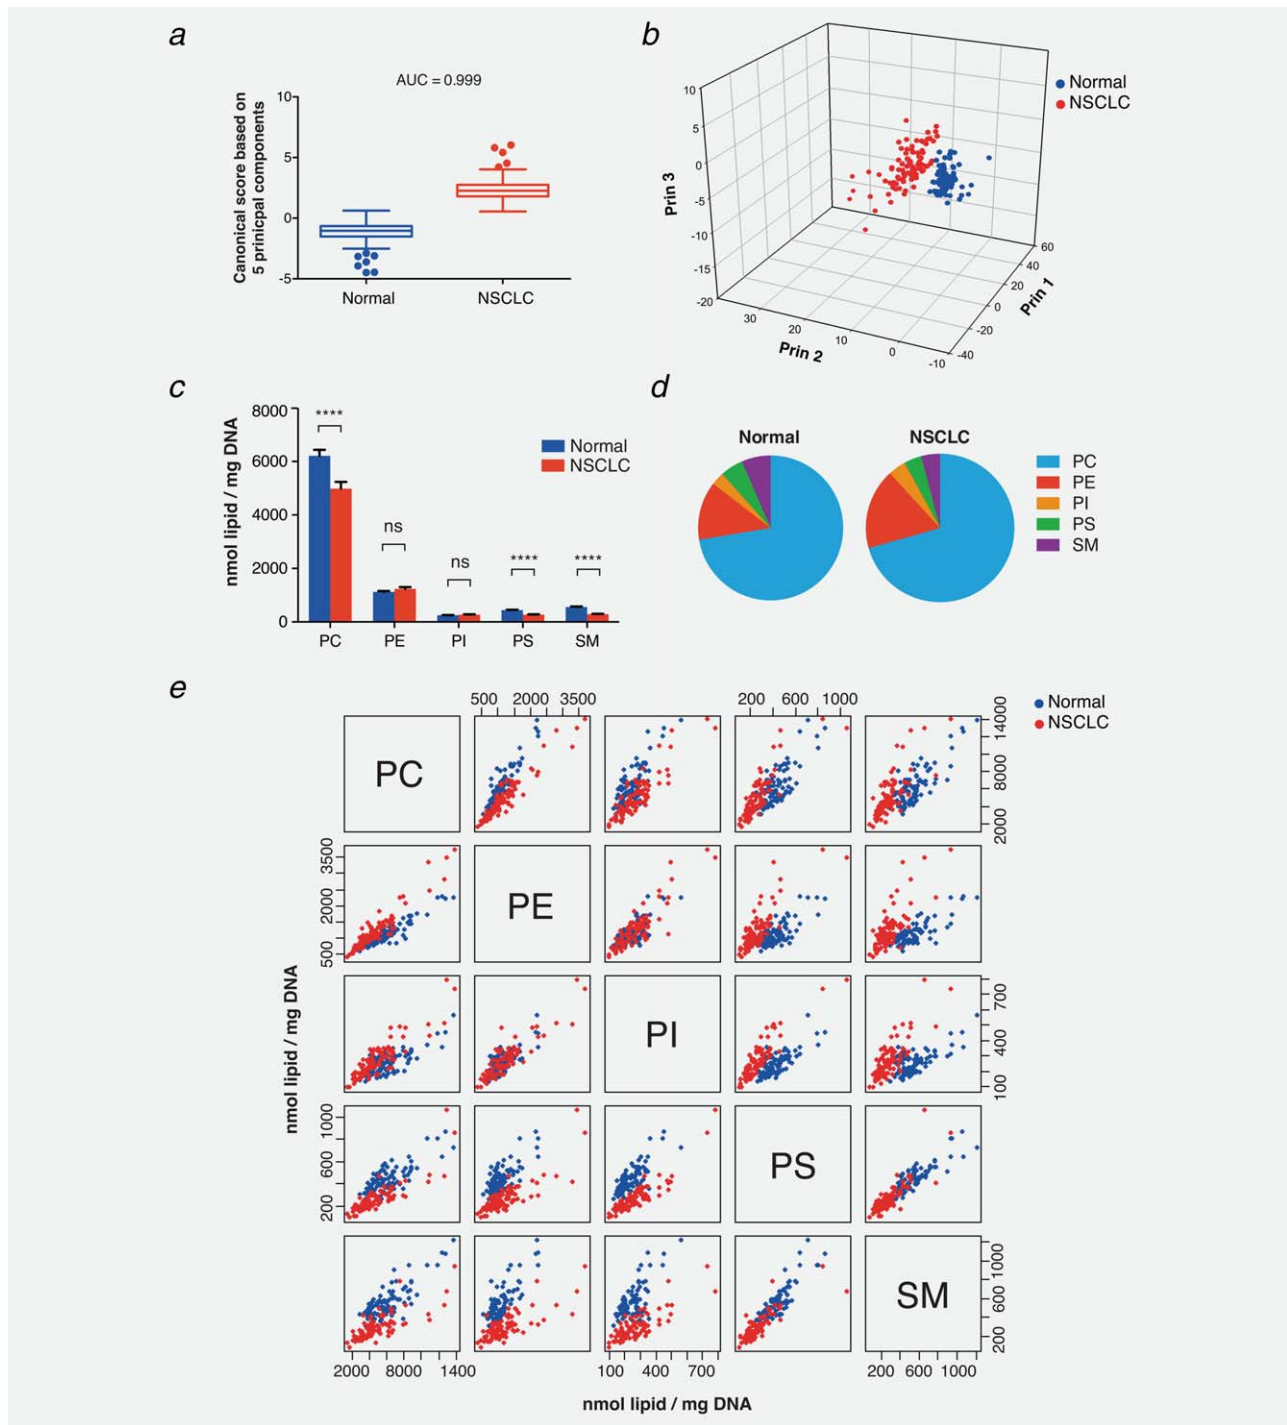 a
AUC = 0.999
Canonical score based on
5 prinicpal components
10
5
0
-5
Normal
NSCLC
b
Normal
NSCLC
Prin 3
10
5
0
-5
-10
-15
-20
30
20
10
0
-10
Prin 2
60
40
20
0
-20
-40
Prin 1
c
nmol lipid / mg DNA
8000
6000
4000
2000
0
**** ns ns **** ****
Normal
NSCLC
PC PE PI PS SM
d
Normal NSCLC
PC
PE
PI
PS
SM
e
500 2000 3500 200 600 1000
Normal
NSCLC
PC
2000 8000 14000
500 2000 3500
PE
nmol lipid / mg DNA
PI
100 400 700
200 600 1000
PS
SM
200 600 1000
2000 8000 1400 100 400 700 200 600 1000
nmol lipid / mg DNA